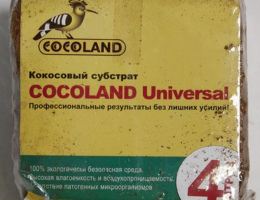 COCOLAND
Кокосовый субстрат
COCOLAND Universal
Профессиональные результаты без лишних усилий!
100% экологически безопасная среда
высокая влагоемкость и воздухопроницаемость
патогенных микроорганизмов
4